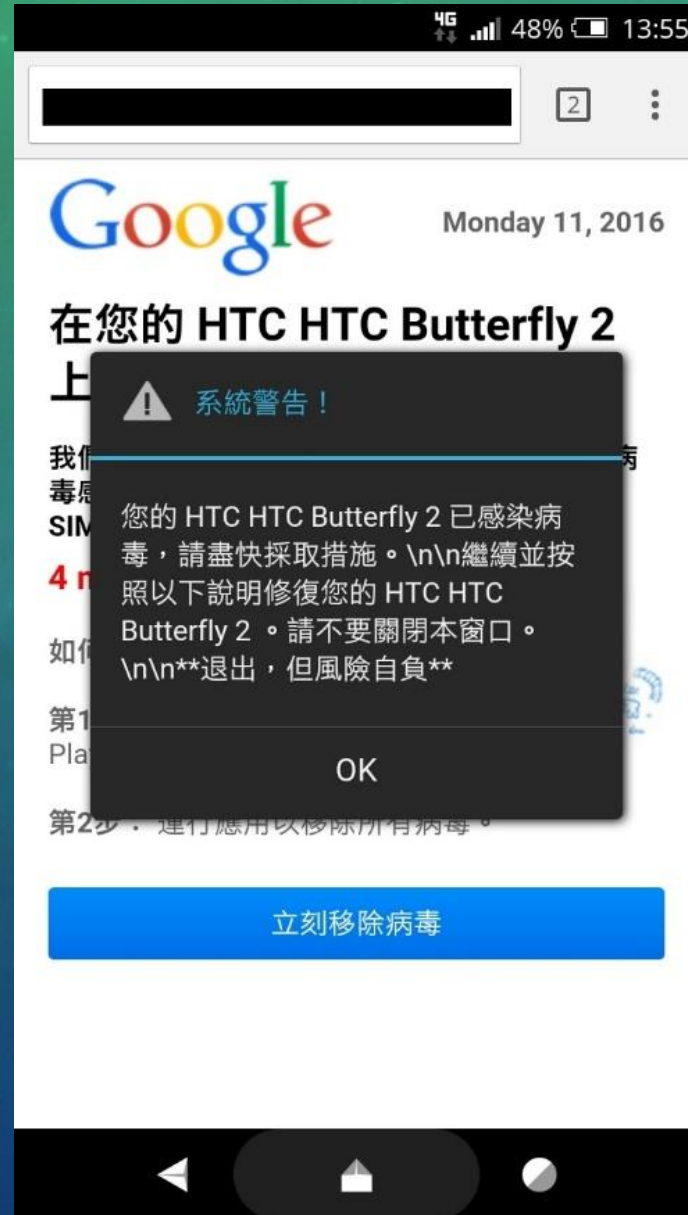 4G 48% 13:55
2
Google Monday 11, 2016
在您的 HTC HTC Butterfly 2
上
系統警告！
我們 病
毒感
SIM
您的 HTC HTC Butterfly 2 已感染病
毒，請盡快採取措施。\n\n繼續並按
照以下說明修復您的 HTC HTC
Butterfly 2 。請不要關閉本窗口。
\n\n**退出，但風險自負**
4
如何
第1
OK
第2步： 運行應用以移除所有病毒。
立刻移除病毒